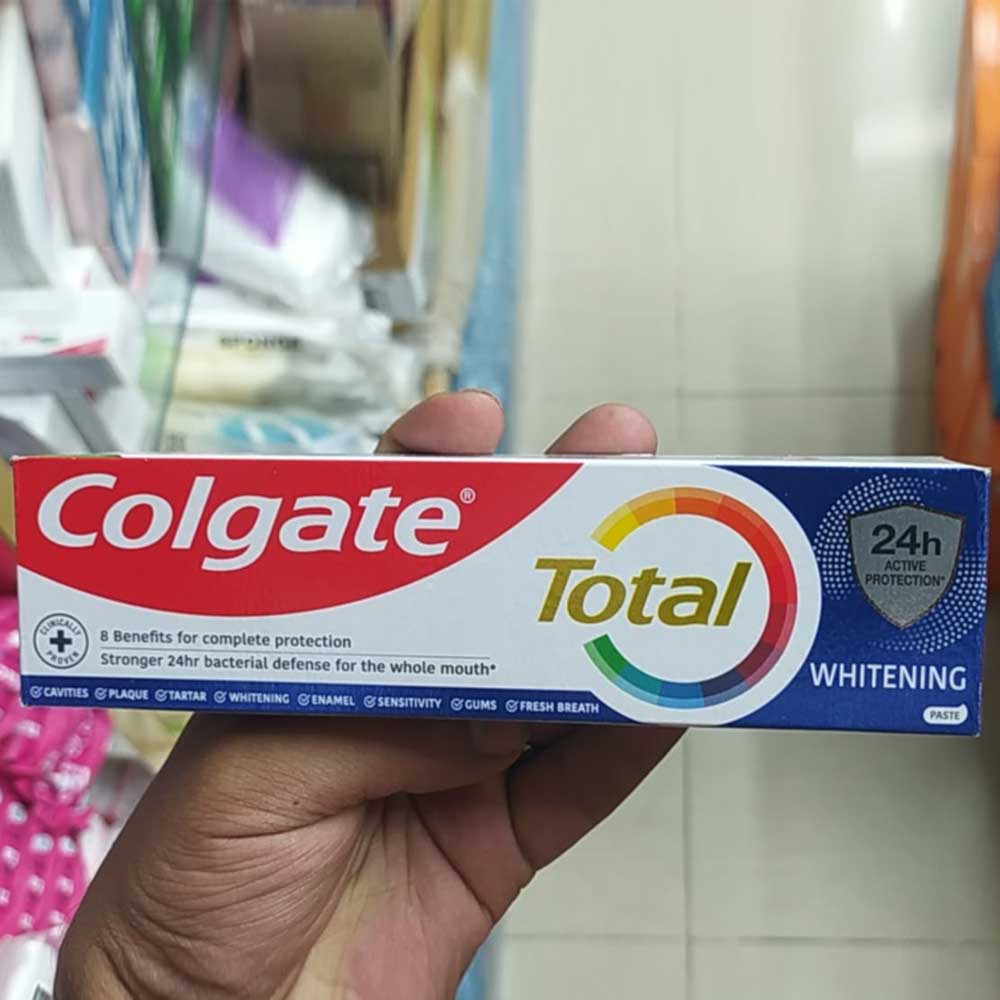 Colgate®
Total
24h
ACTIVE
PROTECTION*
WHITENING
PASTE
CLINICALLY
PROVEN
8 Benefits for complete protection
Stronger 24hr bacterial defense for the whole mouth*
CAVITIES PLAQUE TARTAR WHITENING ENAMEL SENSITIVITY GUMS FRESH BREATH
SPONGE